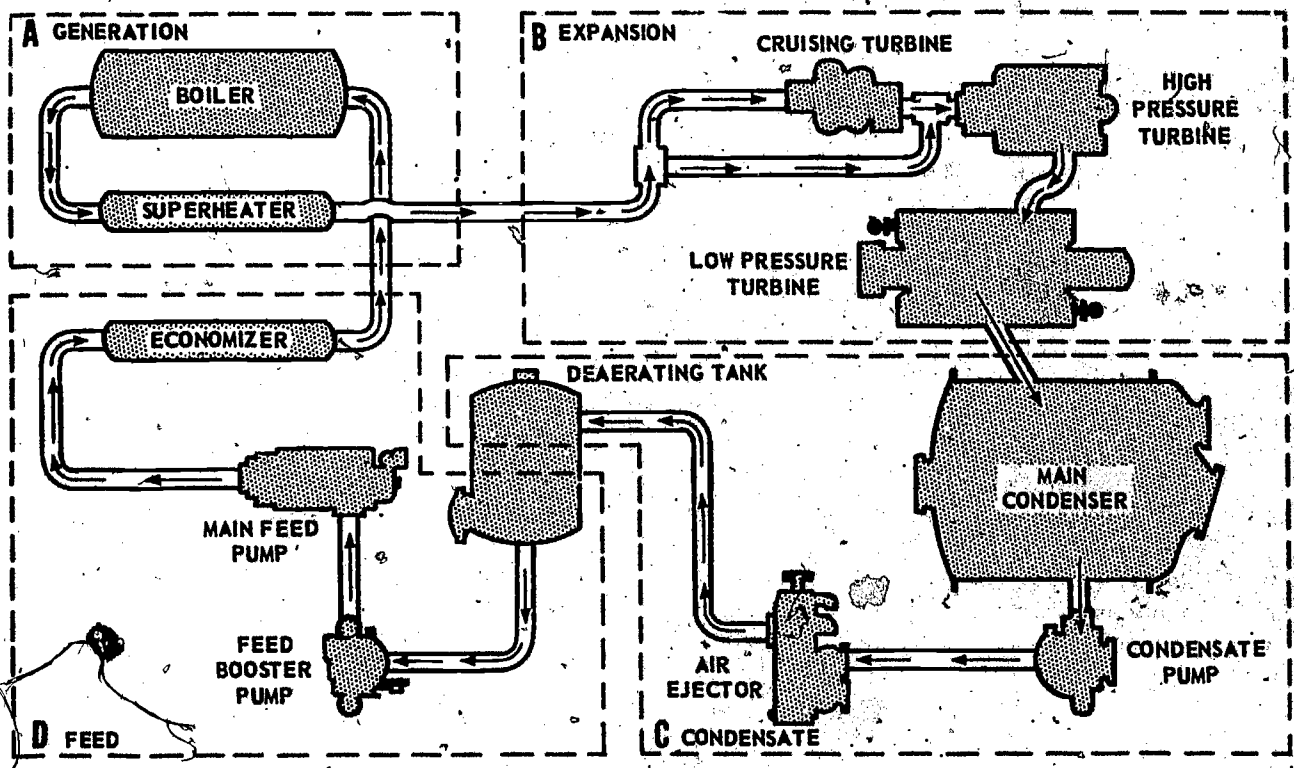 A GENERATION
BOILER
SUPERHEATER
B EXPANSION
CRUISING TURBINE
HIGH
PRESSURE
TURBINE
LOW PRESSURE
TURBINE
ECONOMIZER
MAIN FEED
PUMP
FEED
BOOSTER
PUMP
D FEED
DEAERATING TANK
MAIN
CONDENSER
AIR
EJECTOR
CONDENSATE
PUMP
C CONDENSATE